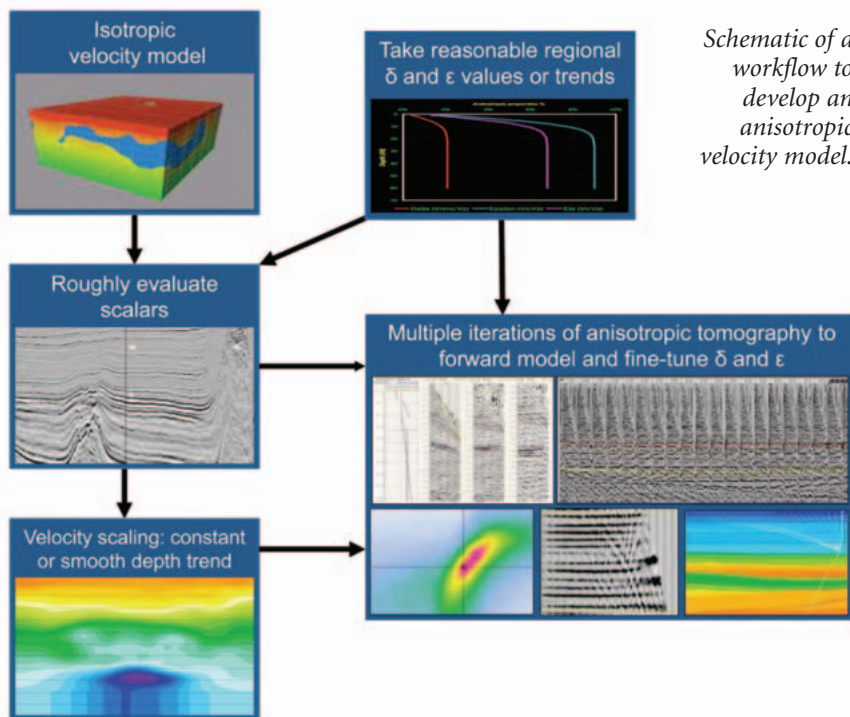 Isotropic
velocity model
Take reasonable regional
δ and ε values or trends
Schematic of a
workflow to
develop an
anisotropic
velocity model.
Roughly evaluate
scalars
Multiple iterations of anisotropic tomography to
forward model and fine-tune δ and ε
Velocity scaling: constant
or smooth depth trend